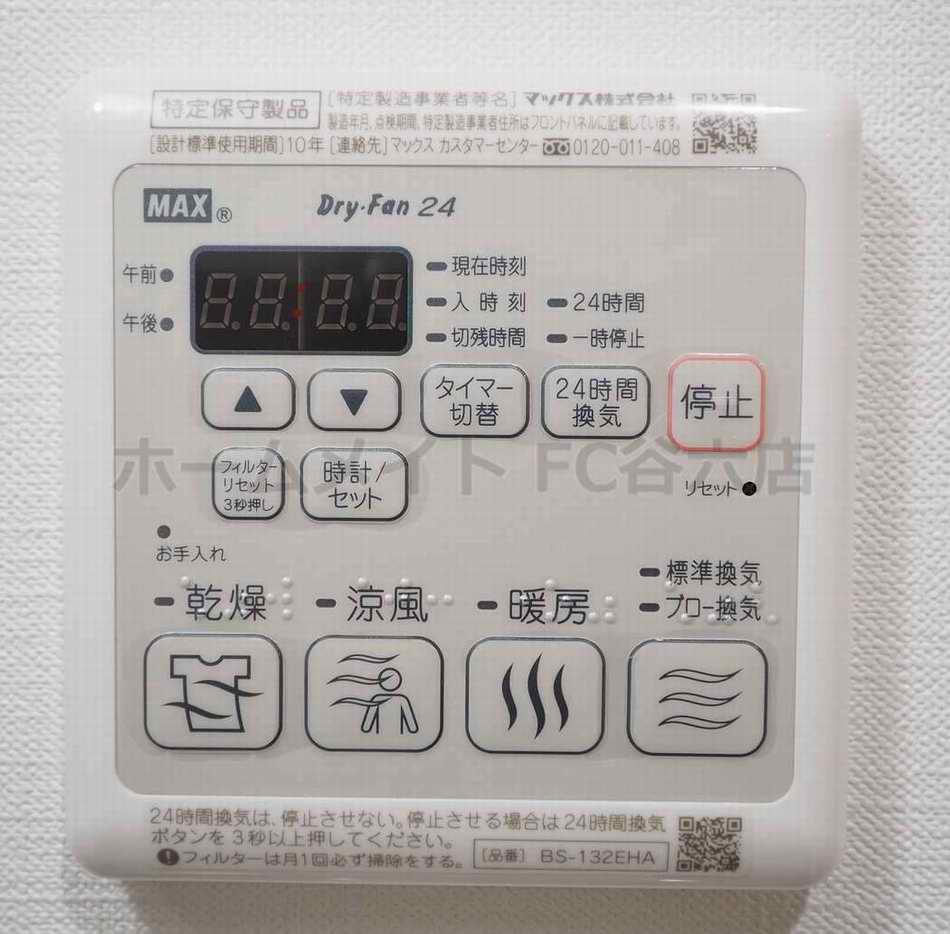 特定保守製品 [特定製造事業者等名] マックス株式会社
製造年月、点検期間、特定製造事業者住所はフロントパネルに記載しています。
[設計標準使用期間]10年 [連絡先]マックス カスタマーセンター 0120-011-408
MAX® Dry・Fan 24
午前 88:88 現在時刻
入時刻 24時間
午後 切残時間 一時停止
▲ ▼ タイマー切替 24時間換気 停止
ホームメイト FC谷六店
フィルターリセット3秒押し 時計/セット リセット
お手入れ
乾燥 涼風 暖房 標準換気
ブロー換気
24時間換気は、停止させない。停止させる場合は24時間換気
ボタンを3秒以上押してください。
フィルターは月1回必ず掃除をする。 [品番] BS-132EHA